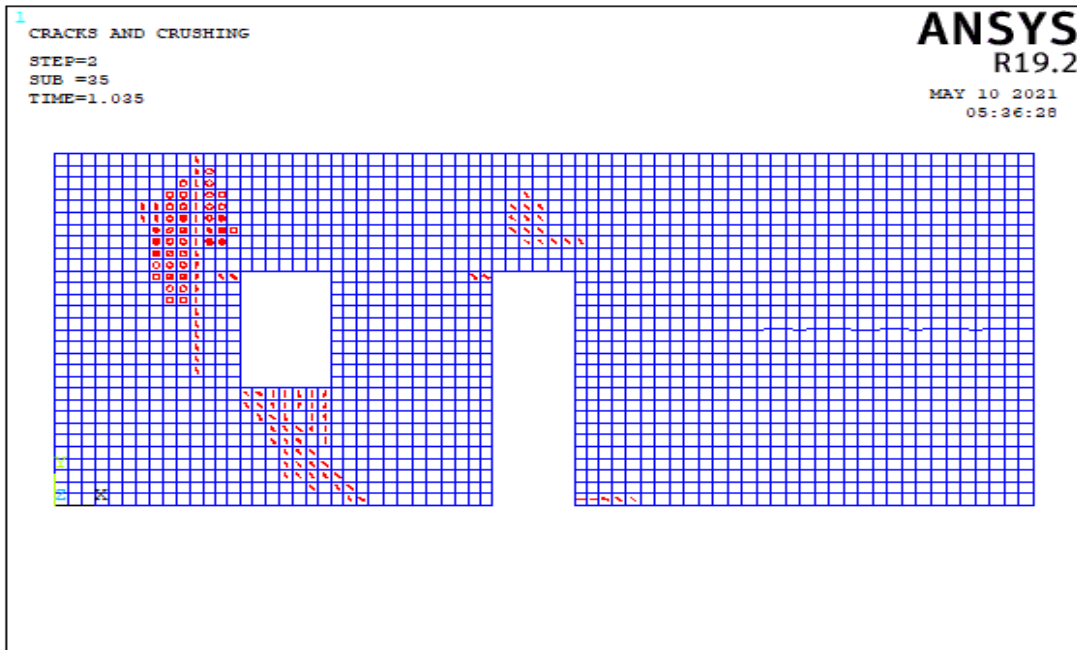 1
CRACKS AND CRUSHING
STEP=2
SUB =35
TIME=1.035
ANSYS
R19.2
MAY 10 2021
05:36:28
Y
Z X